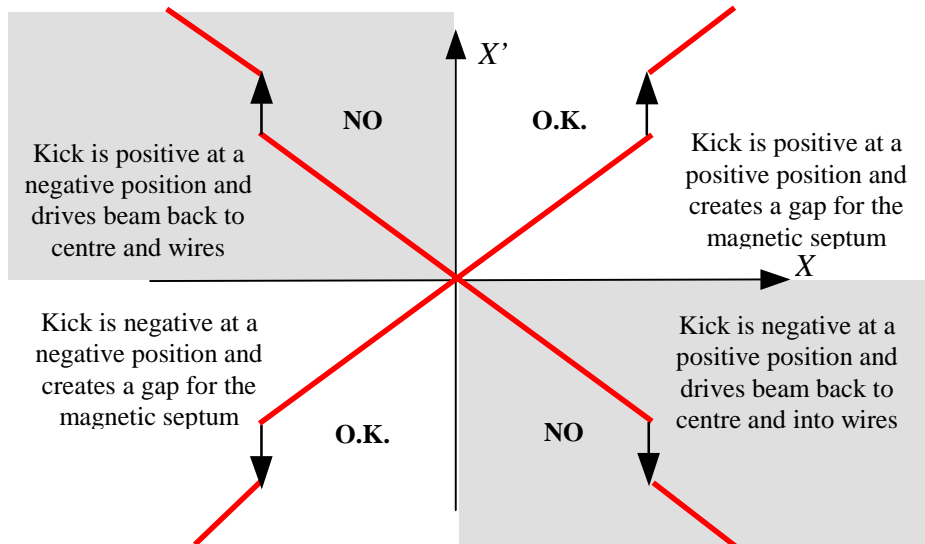 X’
NO
O.K.
Kick is positive at a
negative position and
drives beam back to
centre and wires
Kick is positive at a
positive position and
creates a gap for the
magnetic septum
X
Kick is negative at a
negative position and
creates a gap for the
magnetic septum
Kick is negative at a
positive position and
drives beam back to
centre and into wires
O.K.
NO